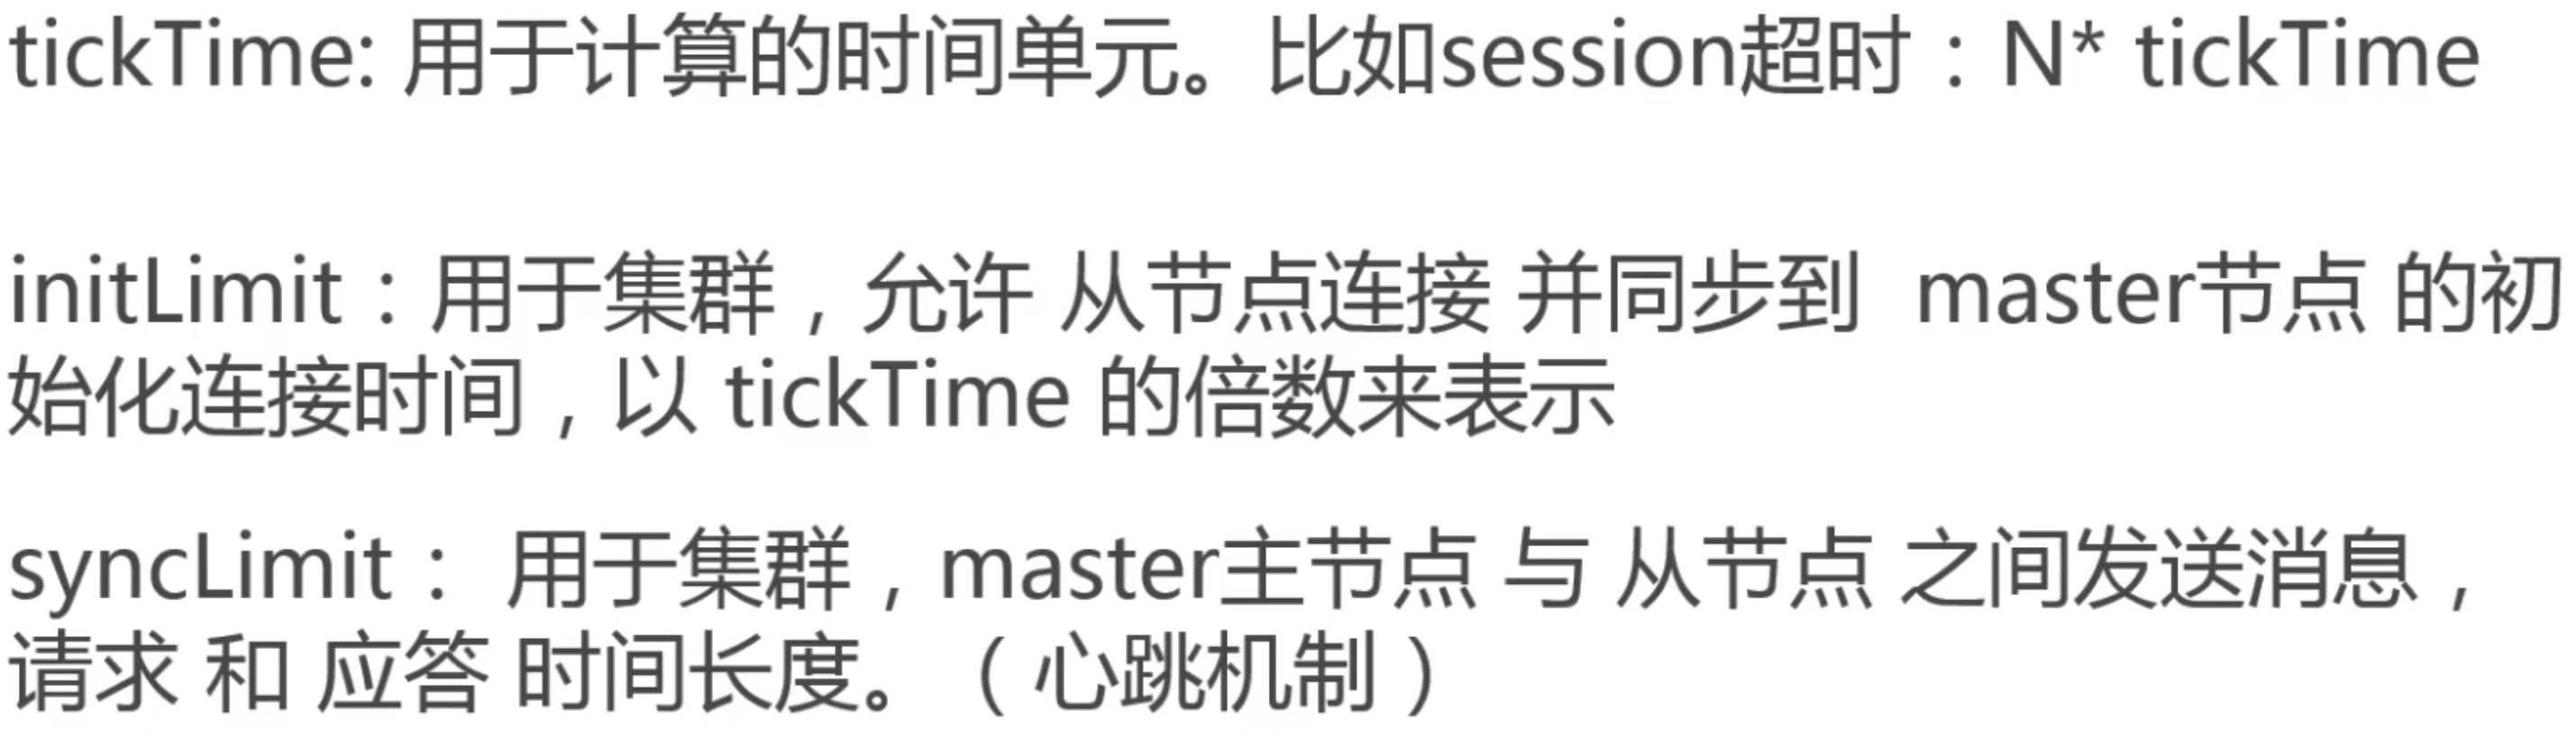 tickTime: 用于计算的时间单元。比如session超时：N* tickTime
initLimit：用于集群，允许 从节点连接 并同步到 master节点 的初
始化连接时间，以 tickTime 的倍数来表示
syncLimit： 用于集群，master主节点 与 从节点 之间发送消息，
请求 和 应答 时间长度。（心跳机制）